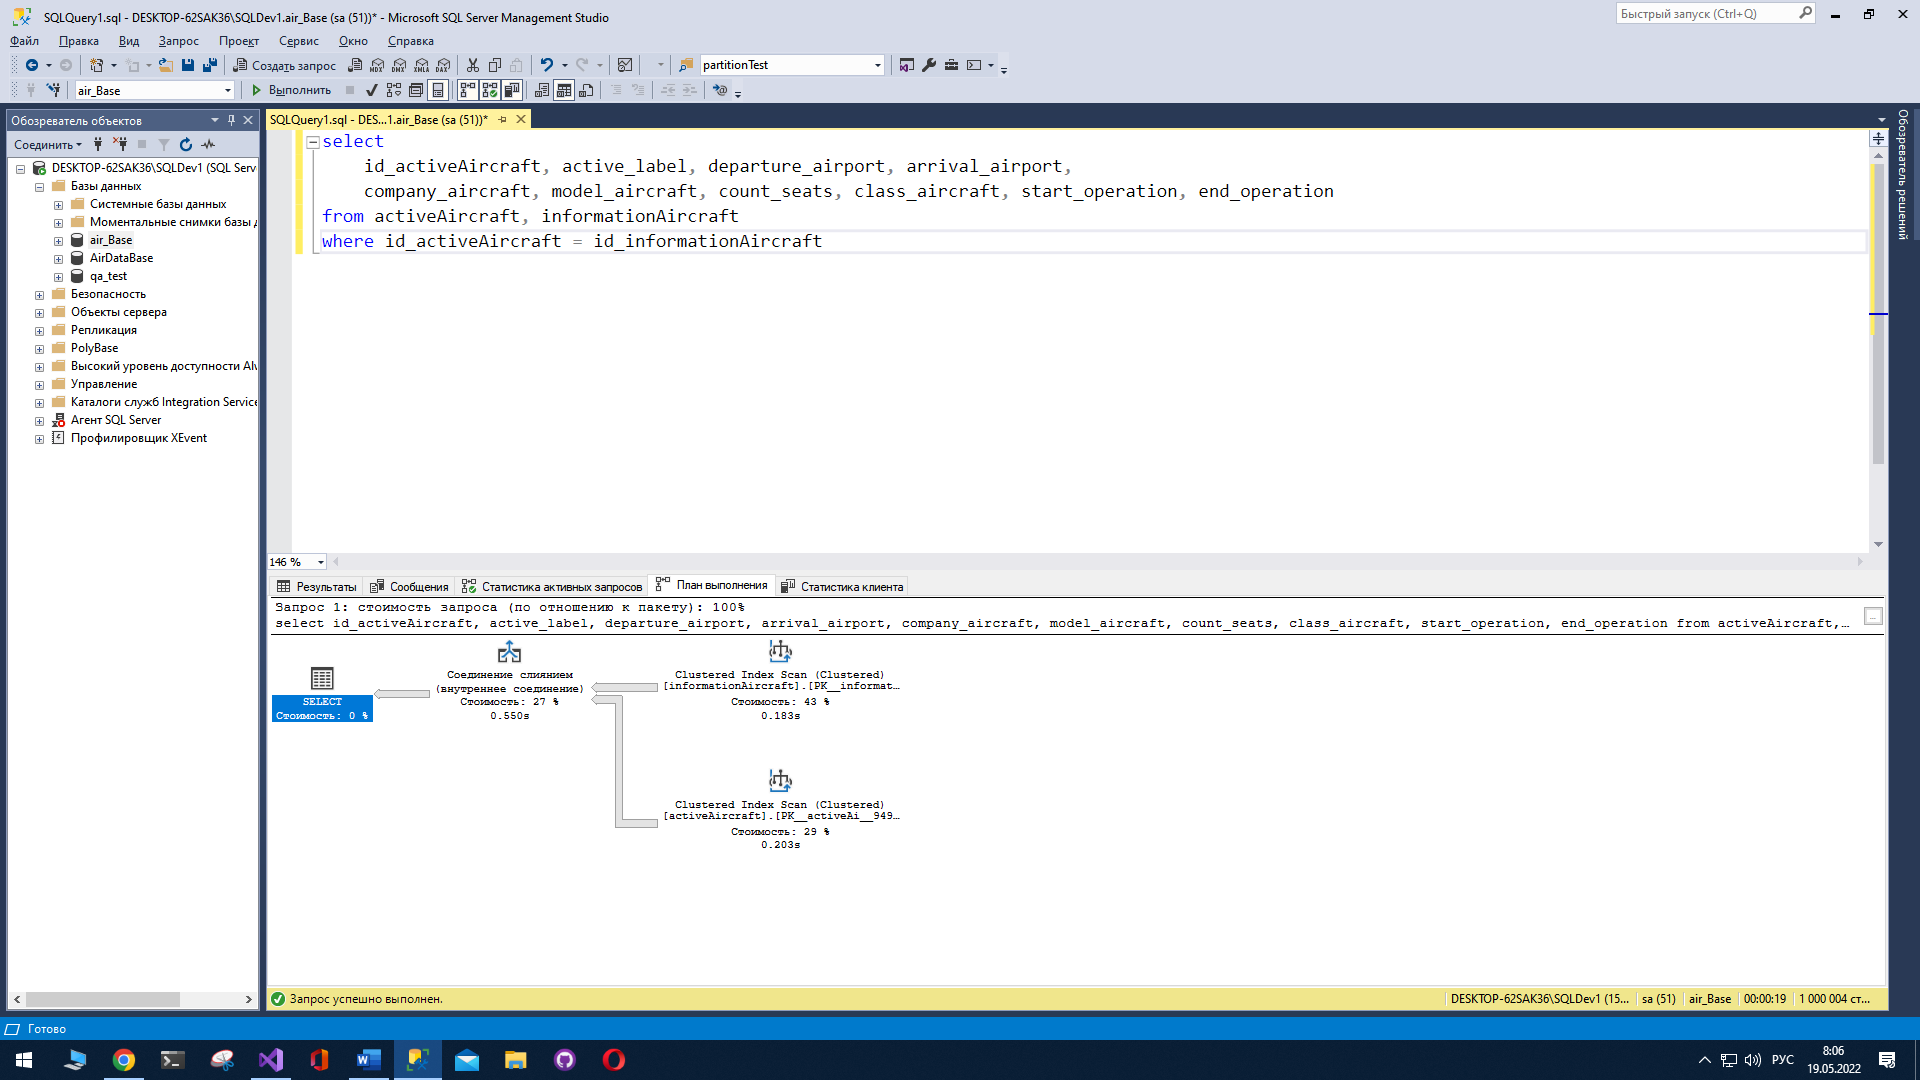 SQLQuery1.sql - DESKTOP-62SAK36\SQLDev1.air_Base (sa (51))* - Microsoft SQL Server Management Studio
Быстрый запуск (Ctrl+Q)
Файл Правка Вид Запрос Проект Сервис Окно Справка
Создать запрос MDX DMX XMLA DAX partitionTest
air_Base Выполнить
Обозреватель объектов
SQLQuery1.sql - DES...1.air_Base (sa (51))*
Обозреватель решений
Соединить
DESKTOP-62SAK36\SQLDev1 (SQL Serv
Базы данных
Системные базы данных
Моментальные снимки базы д
air_Base
AirDataBase
qa_test
Безопасность
Объекты сервера
Репликация
PolyBase
Высокий уровень доступности Alv
Управление
Каталоги служб Integration Service
Агент SQL Server
Профилировщик XEvent
select
id_activeAircraft, active_label, departure_airport, arrival_airport,
company_aircraft, model_aircraft, count_seats, class_aircraft, start_operation, end_operation
from activeAircraft, informationAircraft
where id_activeAircraft = id_informationAircraft
146 %
Результаты Сообщения Статистика активных запросов План выполнения Статистика клиента
Запрос 1: стоимость запроса (по отношению к пакету): 100%
select id_activeAircraft, active_label, departure_airport, arrival_airport, company_aircraft, model_aircraft, count_seats, class_aircraft, start_operation, end_operation from activeAircraft,…
SELECT
Стоимость: 0 %
Соединение слиянием
(внутреннее соединение)
Стоимость: 27 %
0.550s
Clustered Index Scan (Clustered)
[informationAircraft].[PK__informat…
Стоимость: 43 %
0.183s
Clustered Index Scan (Clustered)
[activeAircraft].[PK__activeAi__949…
Стоимость: 29 %
0.203s
Запрос успешно выполнен.
DESKTOP-62SAK36\SQLDev1 (15... sa (51) air_Base 00:00:19 1 000 004 ст...
Готово
РУС
8:06
19.05.2022